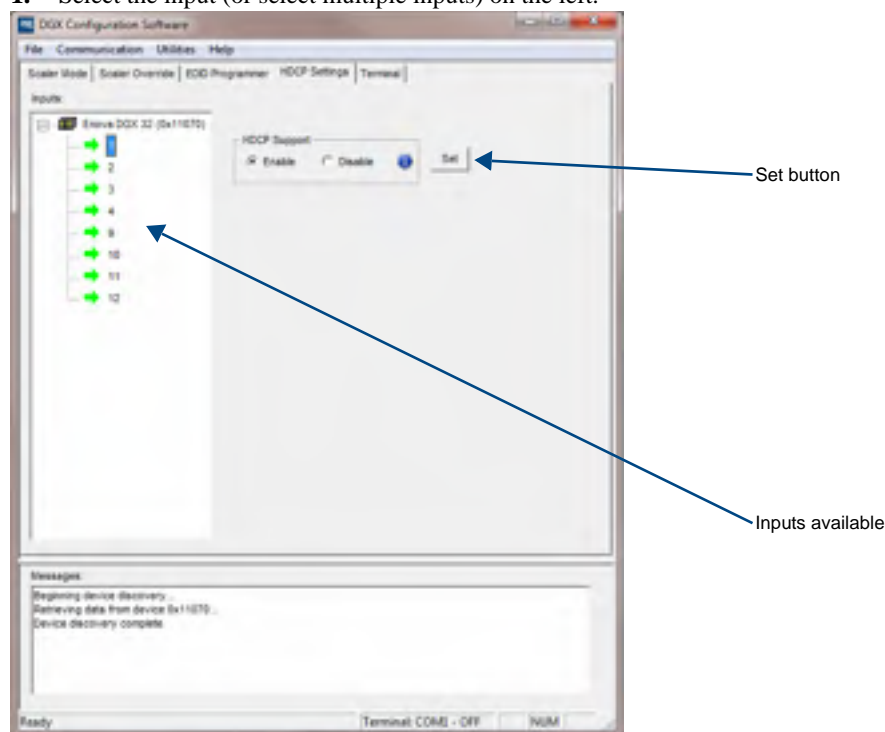 1. Select the input (or select multiple inputs) on the left.
DGX Configuration Software
File Communication Utilities Help
Scaler Mode Scaler Override EDID Programmer HDCP Settings Terminal
Inputs:
Enova DGX 32 (0x11070)
1
2
3
4
9
10
11
12
HDCP Support
Enable Disable Set
Set button
Inputs available
Messages
Beginning device discovery...
Retrieving data from device 0x11070...
Device discovery complete
Ready Terminal: COM1 - OFF NUM